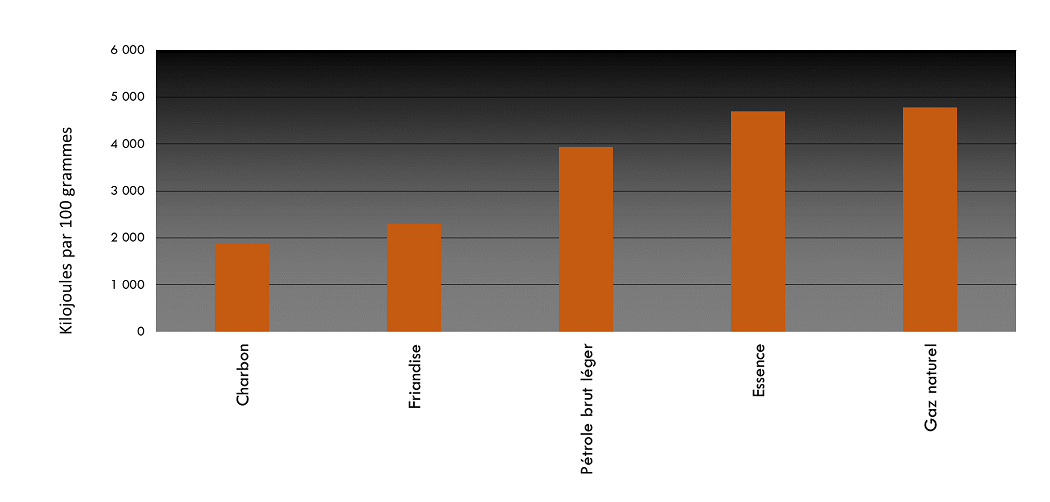 Kilojoules par 100 grammes
6 000
5 000
4 000
3 000
2 000
1 000
0
Charbon
Friandise
Pétrole brut léger
Essence
Gaz naturel